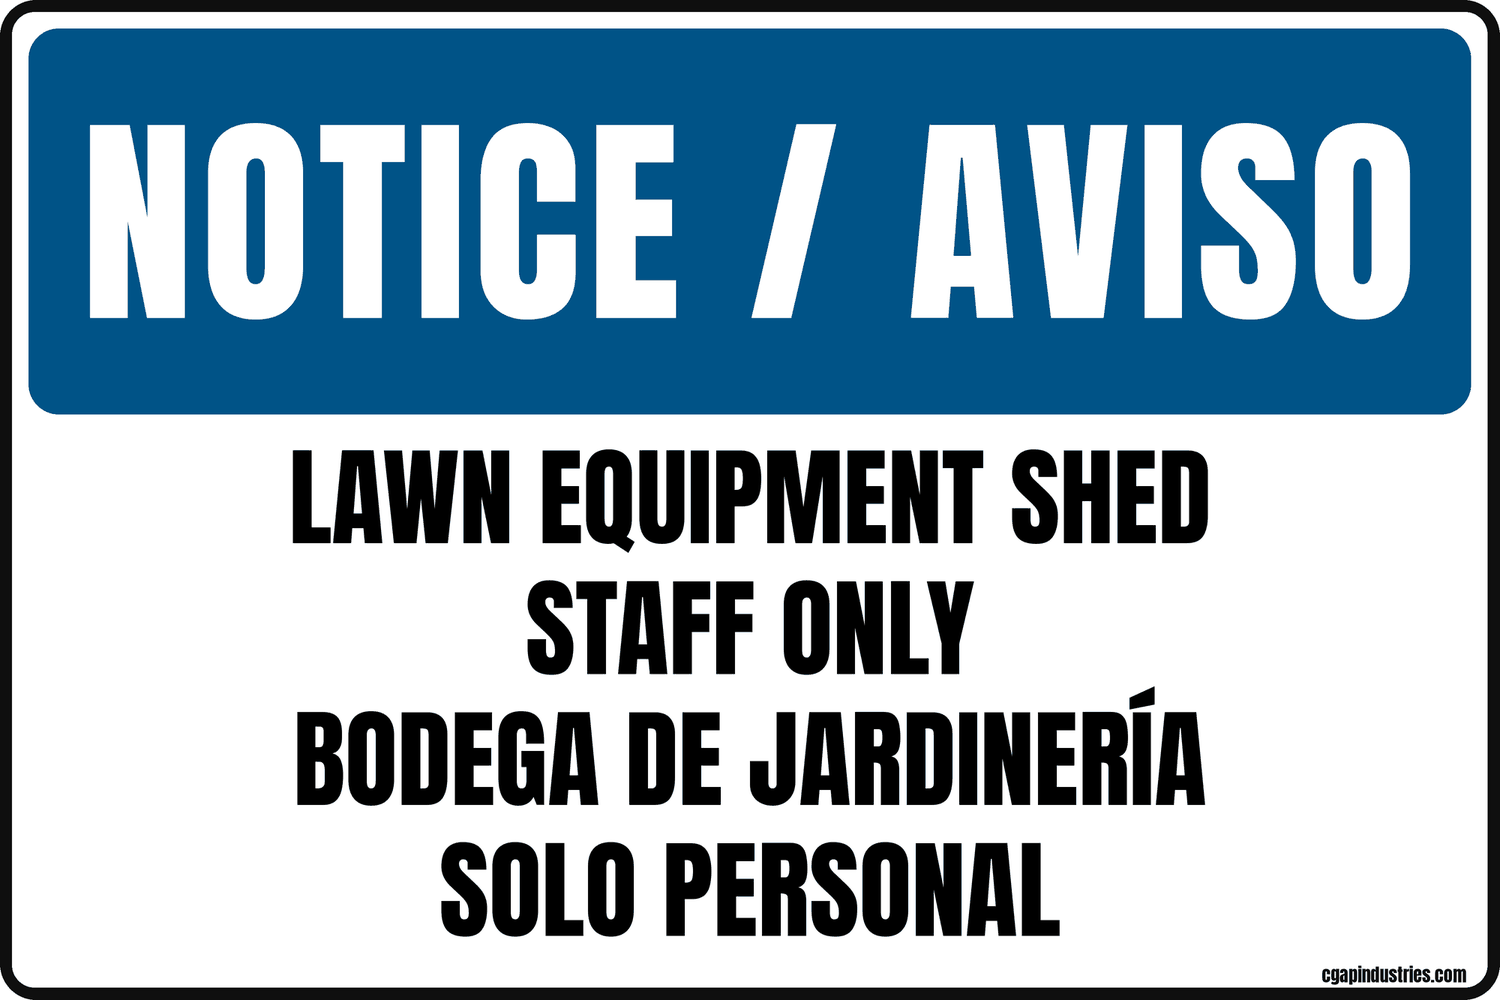 NOTICE / AVISO
LAWN EQUIPMENT SHED
STAFF ONLY
BODEGA DE JARDINERÍA
SOLO PERSONAL
cgapindustries.com